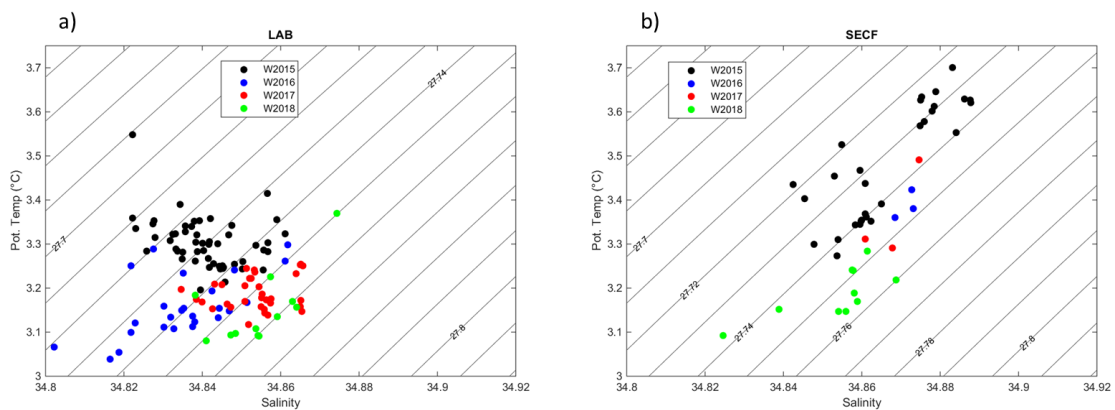 a)
LAB
3.7
3.6
3.5
3.4
3.3
3.2
3.1
3
Pot. Temp (°C)
W2015
W2016
W2017
W2018
27.74
27.7
27.8
34.8
34.82
34.84
34.86
34.88
34.9
34.92
Salinity
b)
SECF
3.7
3.6
3.5
3.4
3.3
3.2
3.1
3
Pot. Temp (°C)
W2015
W2016
W2017
W2018
27.7
27.72
27.74
27.76
27.78
27.8
34.8
34.82
34.84
34.86
34.88
34.9
34.92
Salinity